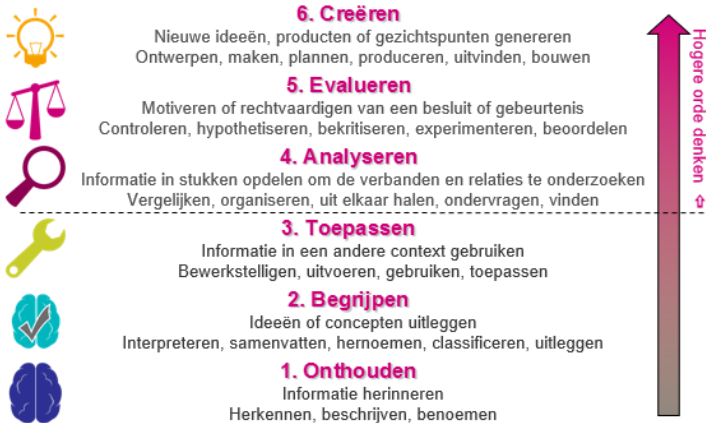 6. Creëren
Nieuwe ideeën, producten of gezichtspunten genereren
Ontwerpen, maken, plannen, produceren, uitvinden, bouwen
5. Evalueren
Motiveren of rechtvaardigen van een besluit of gebeurtenis
Controleren, hypothetiseren, bekritiseren, experimenteren, beoordelen
4. Analyseren
Informatie in stukken opdelen om de verbanden en relaties te onderzoeken
Vergelijken, organiseren, uit elkaar halen, ondervragen, vinden
3. Toepassen
Informatie in een andere context gebruiken
Bewerkstelligen, uitvoeren, gebruiken, toepassen
2. Begrijpen
Ideeën of concepten uitleggen
Interpreteren, samenvatten, hernoemen, classificeren, uitleggen
1. Onthouden
Informatie herinneren
Herkennen, beschrijven, benoemen
Hogere orde denken